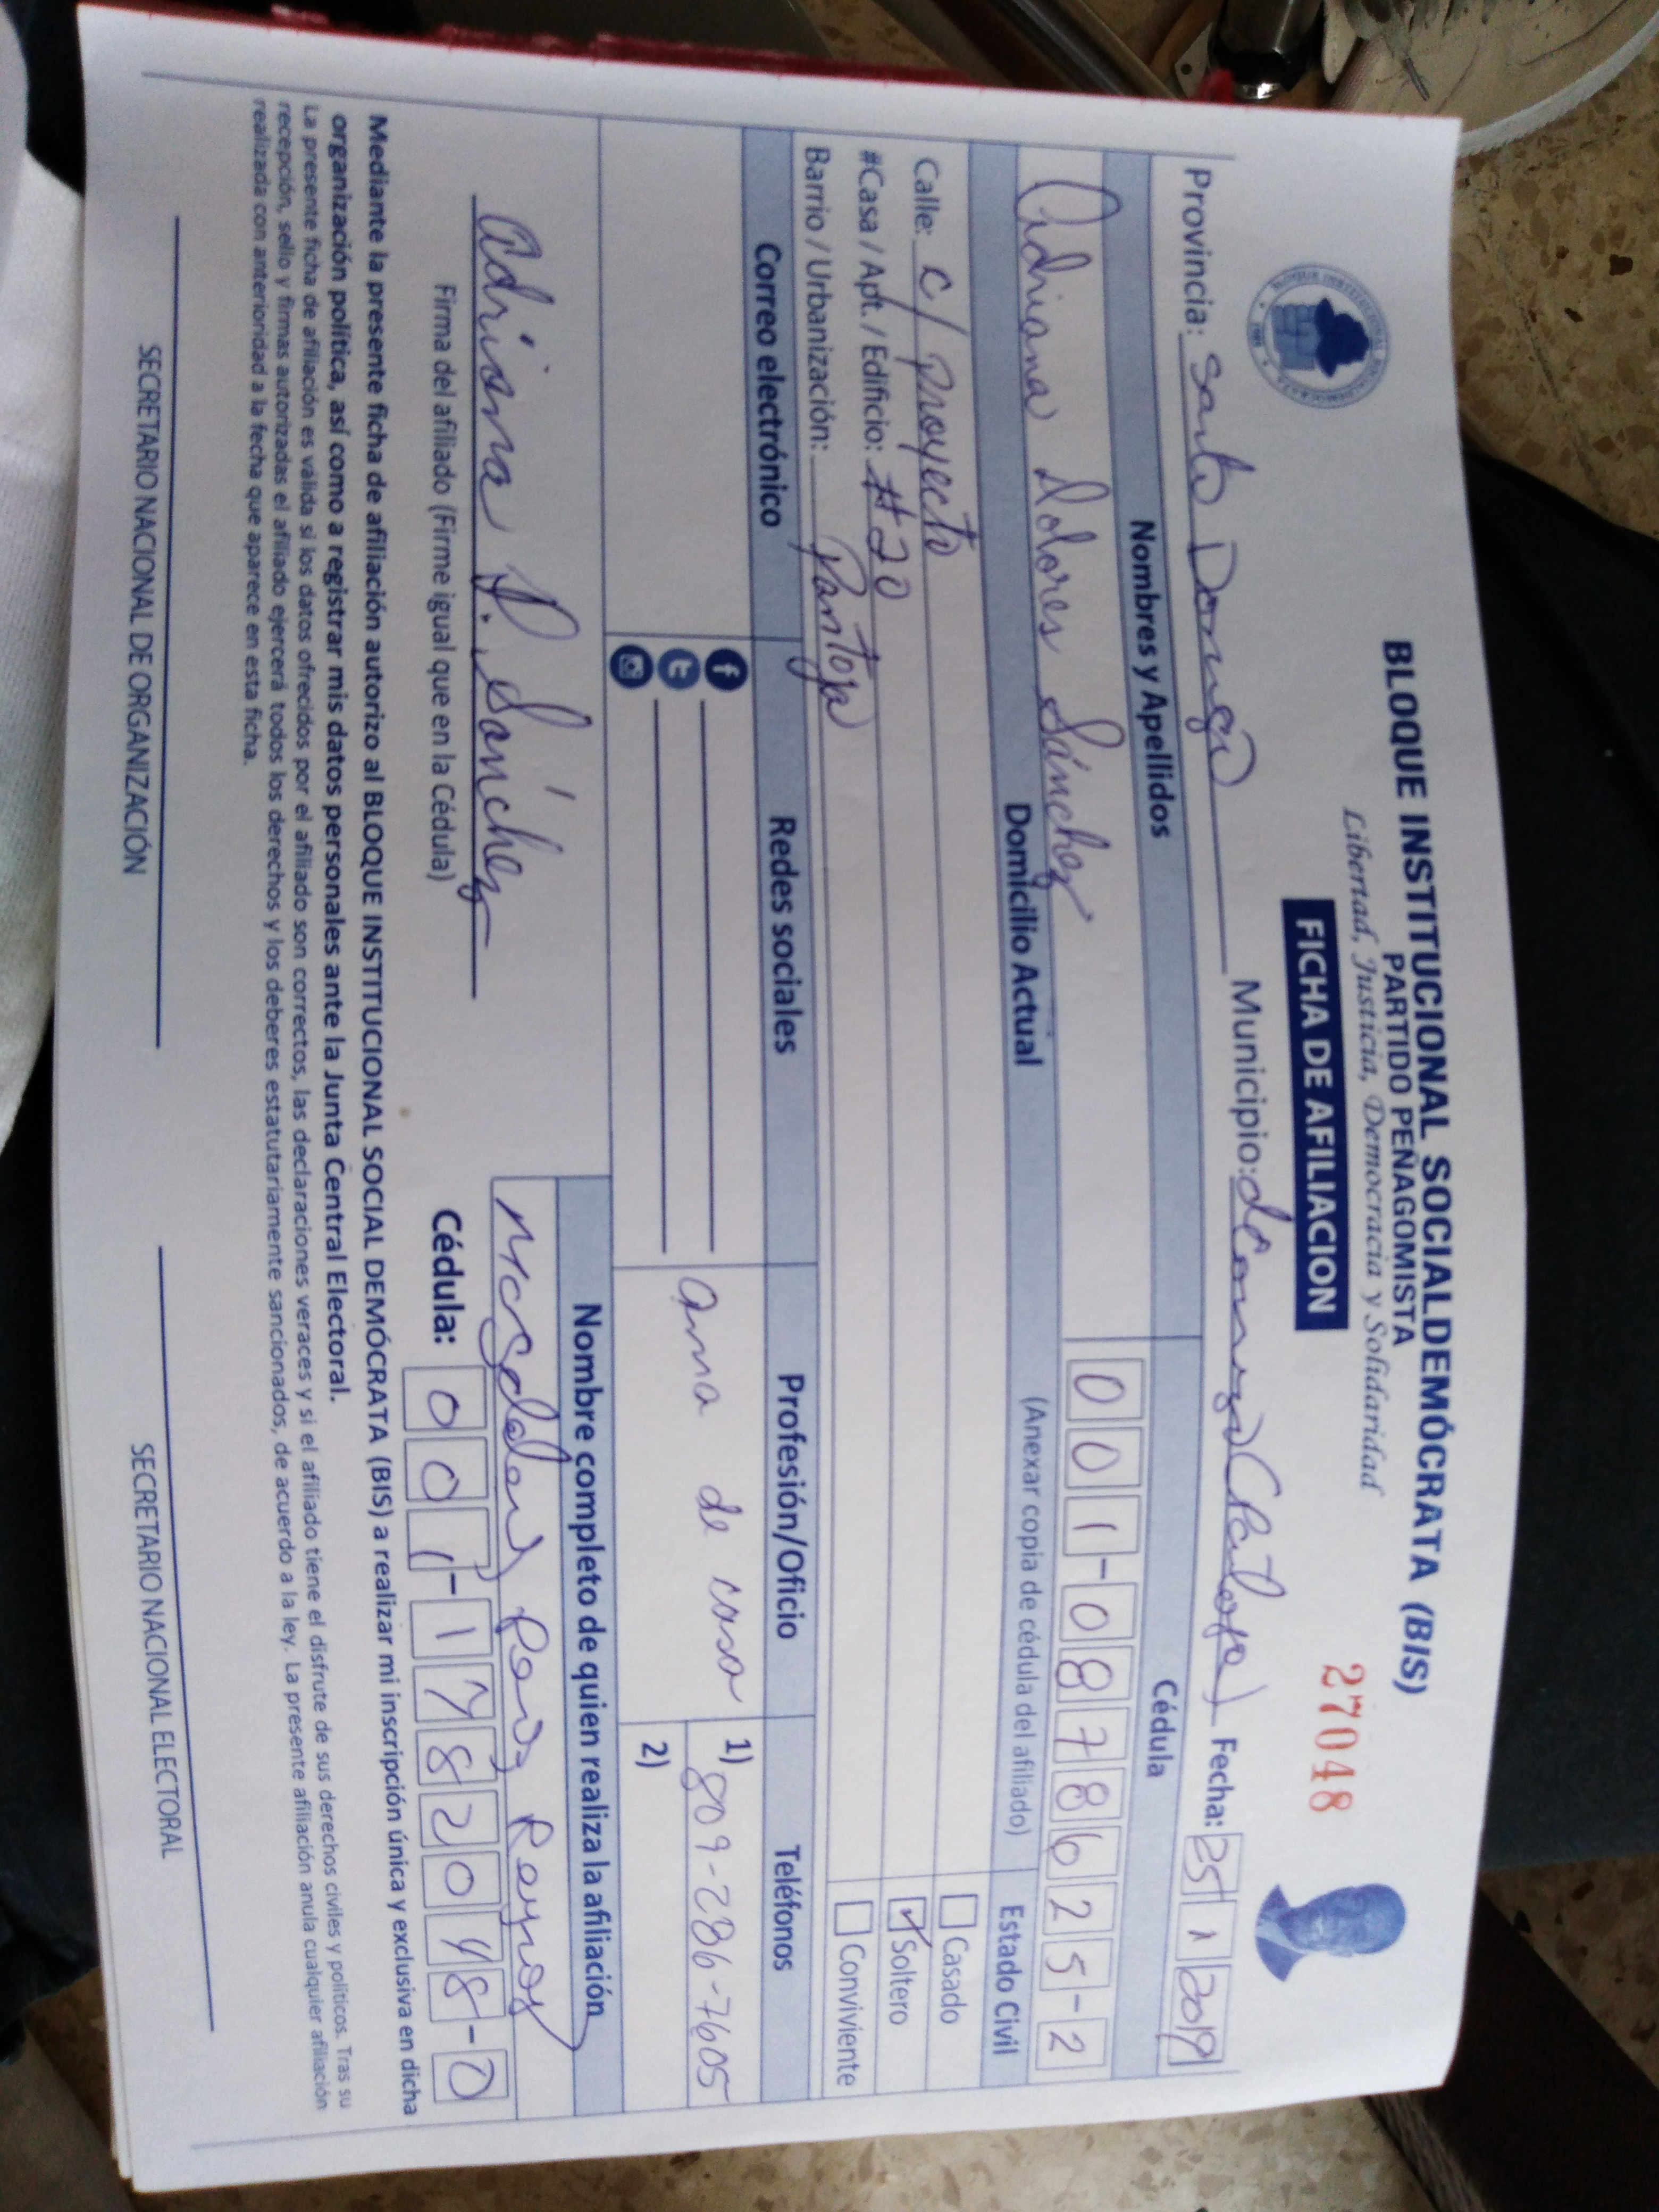 BLOQUE INSTITUCIONAL SOCIALDEMÓCRATA (BIS)
PARTIDO PEÑAGOMISTA
Libertad, Justicia, Democracia y Solidaridad
FICHA DE AFILIACION
27048
Provincia: Santo Domingo Municipio: Fecha: 25 1 2019
Nombres y Apellidos Cédula
Adriana Dolores Sánchez 001-0878625-2
Domicilio Actual (Anexar copia de cédula del afiliado) Estado Civil
Calle: c/ proyecto Casado
#Casa / Apt. / Edificio: #20 Soltero
Barrio / Urbanización: Pantoja Conviviente
Correo electrónico Redes sociales Profesión/Oficio Teléfonos
ama de casa 1) 809-286-7605
2)
Nombre completo de quien realiza la afiliación
Adriana D. Sánchez
Reynos
Firma del afiliado (Firme igual que en la Cédula) Cédula: 001-1782048-0
Mediante la presente ficha de afiliación autorizo al BLOQUE INSTITUCIONAL SOCIAL DEMÓCRATA (BIS) a realizar mi inscripción única y exclusiva en dicha
organización política, así como a registrar mis datos personales ante la Junta Central Electoral.
La presente ficha de afiliación es válida si los datos ofrecidos por el afiliado son correctos, las declaraciones veraces y si el afiliado tiene el disfrute de sus derechos civiles y políticos. Tras su
recepción, sello y firmas autorizadas el afiliado ejercerá todos los derechos y los deberes estatutariamente sancionados, de acuerdo a la ley. La presente afiliación anula cualquier afiliación
realizada con anterioridad a la fecha que aparece en esta ficha.
SECRETARIO NACIONAL DE ORGANIZACIÓN SECRETARIO NACIONAL ELECTORAL